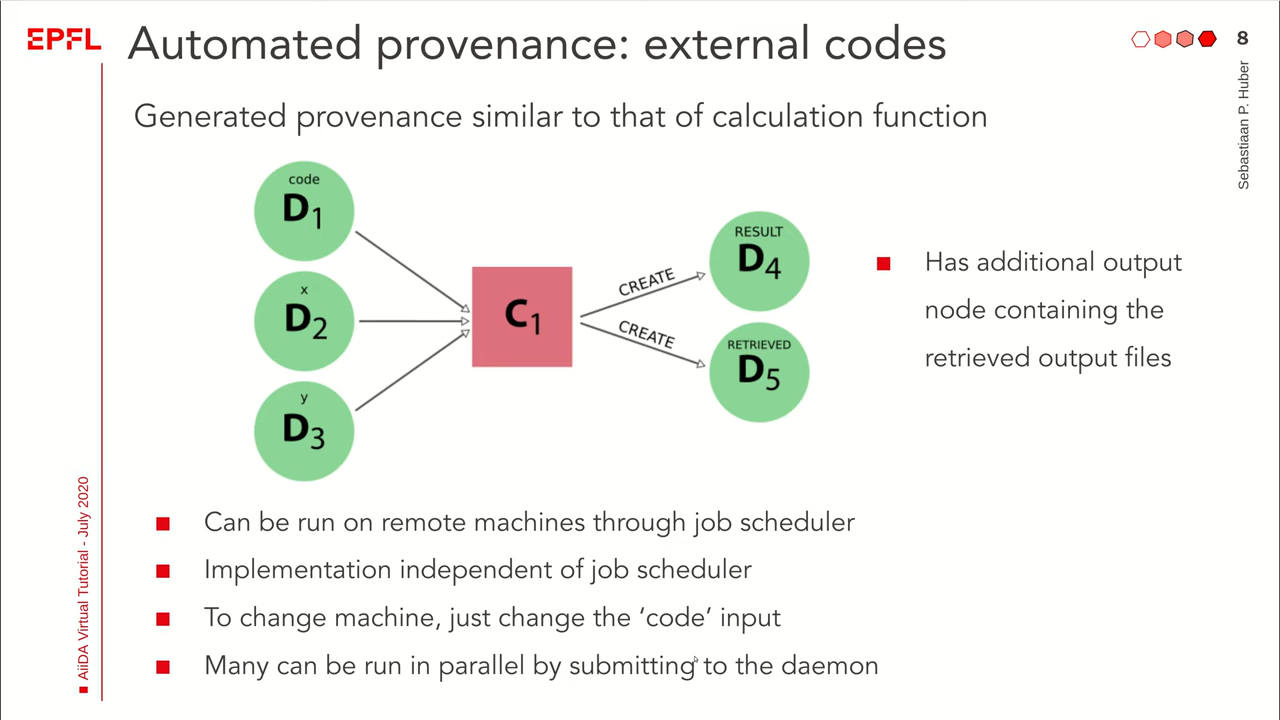 EPFL
Automated provenance: external codes
8
Sebastiaan P. Huber
Generated provenance similar to that of calculation function
code
D1
x
D2
y
D3
C1
CREATE
CREATE
RESULT
D4
RETRIEVED
D5
Has additional output
node containing the
retrieved output files
Can be run on remote machines through job scheduler
Implementation independent of job scheduler
To change machine, just change the ‘code’ input
Many can be run in parallel by submitting to the daemon
AiiDA Virtual Tutorial - July 2020